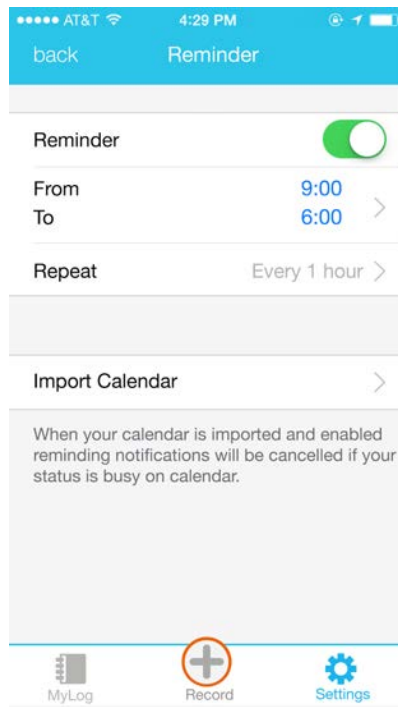 AT&T 4:29 PM
back Reminder
Reminder
From 9:00
To 6:00
Repeat Every 1 hour
Import Calendar
When your calendar is imported and enabled
reminding notifications will be cancelled if your
status is busy on calendar.
MyLog Record Settings